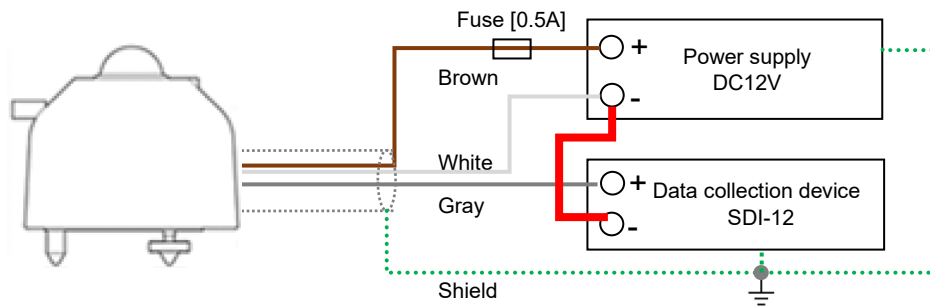 Fuse [0.5A]
+
Power supply
DC12V
Brown
-
White
+
Data collection device
SDI-12
Gray
-
Shield